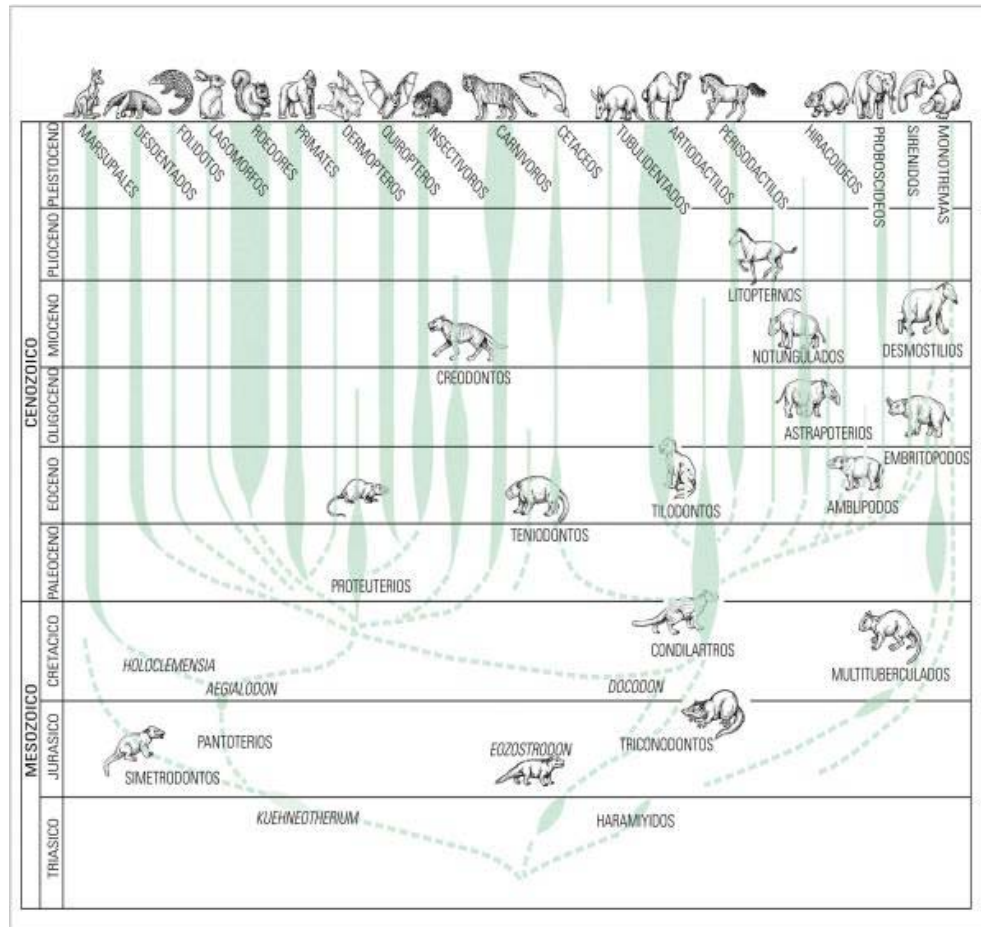 MARSUPIALES
DESDENTADOS
FOLIDOTOS
LAGOMORFOS
ROEDORES
PRIMATES
DERMOPTEROS
QUIROPTEROS
INSECTIVOROS
CARNIVOROS
CETACEOS
TUBULIDENTADOS
ARTIODACTILOS
PERISODACTILOS
HIRACOIDEOS
PROBOSCIDEOS
SIRENIDOS
MONOTREMAS
CENOZOICO
PLEISTOCENO
PLIOCENO
LITOPTERNOS
MIOCENO
CREODONTOS
NOTUNGULADOS
DESMOSTILIOS
OLIGOCENO
ASTRAPOTERIOS
EMBRITOPODOS
EOCENO
TENIODONTOS
TILODONTOS
AMBLIPODOS
PALEOCENO
PROTEUTERIOS
MESOZOICO
CRETACICO
HOLOCLEMENSIA
AEGIALODON
DOCODON
CONDILARTROS
MULTITUBERCULADOS
JURASICO
PANTOTERIOS
SIMETRODONTOS
EOZOSTRODON
TRICONODONTOS
TRIASICO
KUEHNEOTHERIUM
HARAMIYIDOS